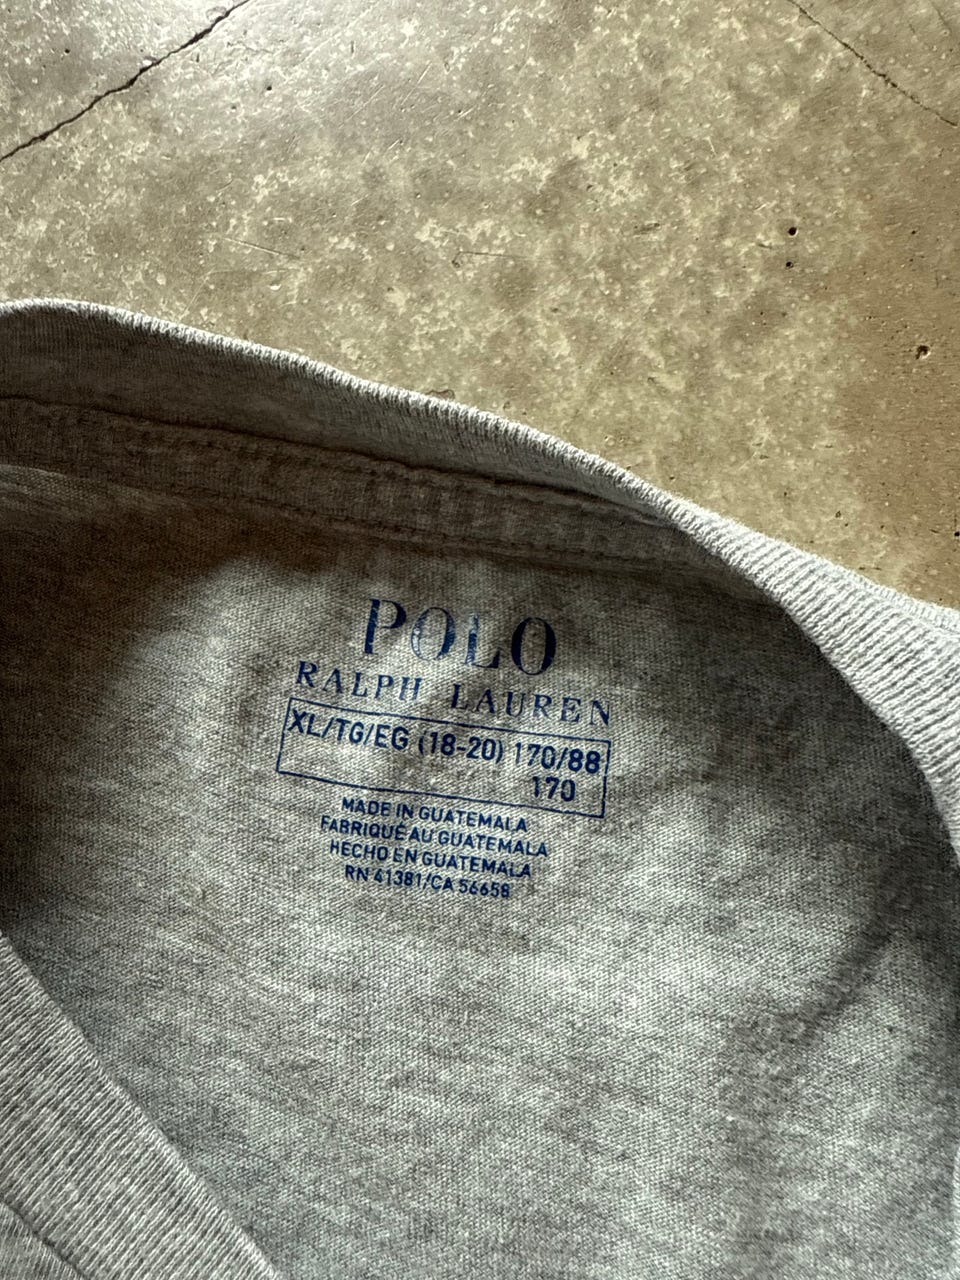 POLO
RALPH LAUREN
XL/TG/EG (18-20) 170/88
170
MADE IN GUATEMALA
FABRIQUÉ AU GUATEMALA
HECHO EN GUATEMALA
RN 41381/CA 56658